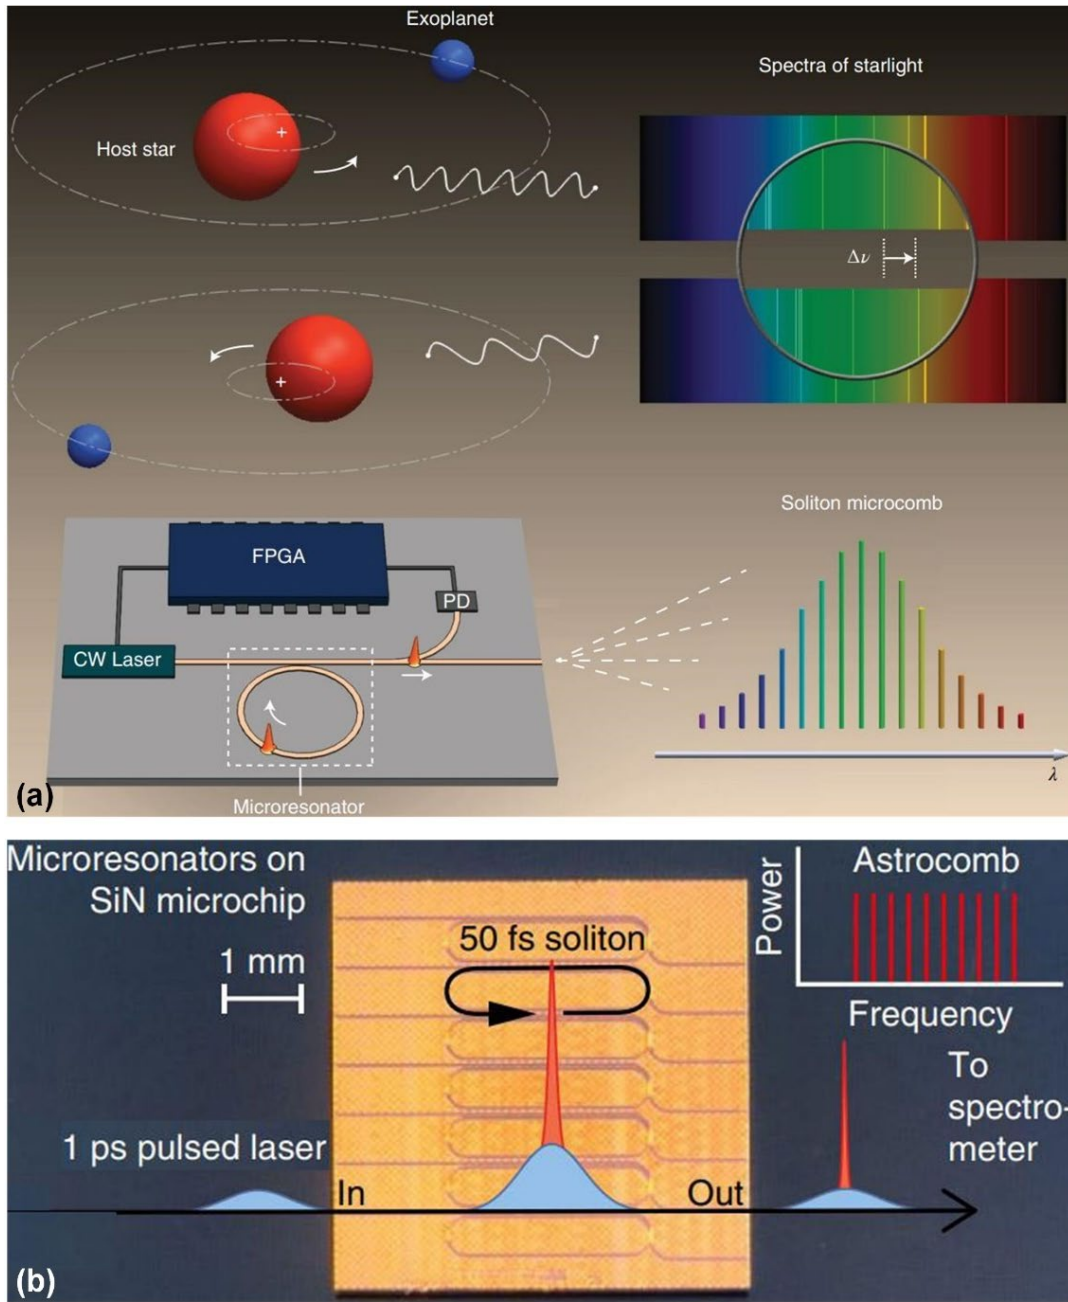 Exoplanet
Spectra of starlight
Host star
+
Δν
+
Soliton microcomb
FPGA
PD
CW Laser
λ
Microresonator
(a)
Microresonators on
SiN microchip
1 mm
50 fs soliton
Power
Astrocomb
Frequency
To
spectro-
meter
1 ps pulsed laser
In
Out
(b)